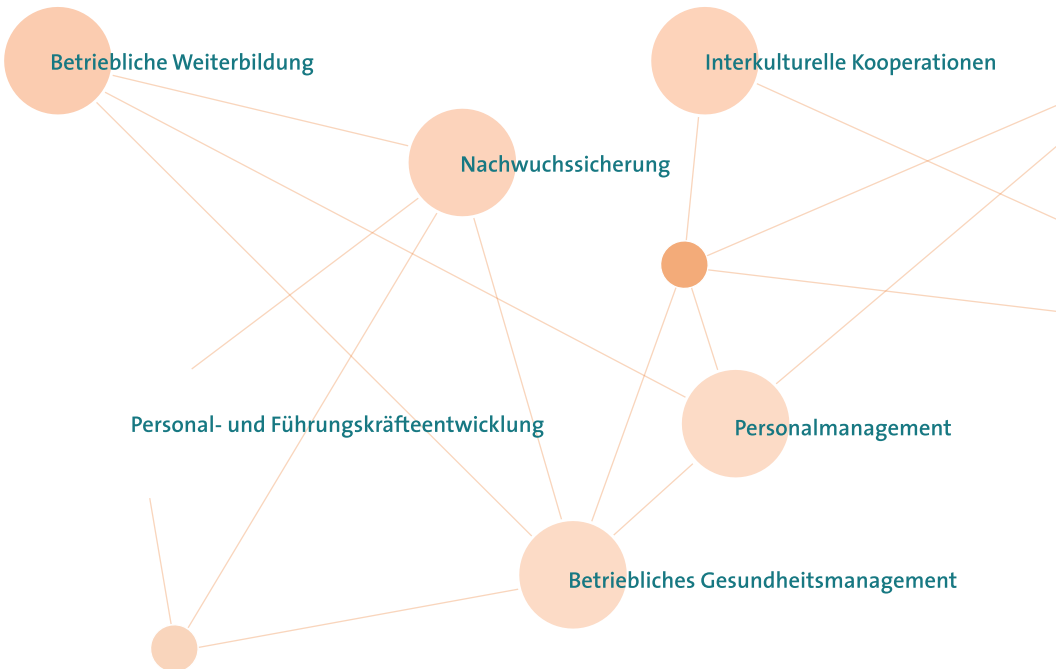 Betriebliche Weiterbildung
Interkulturelle Kooperationen
Nachwuchssicherung
Personal- und Führungskräfteentwicklung
Personalmanagement
Betriebliches Gesundheitsmanagement